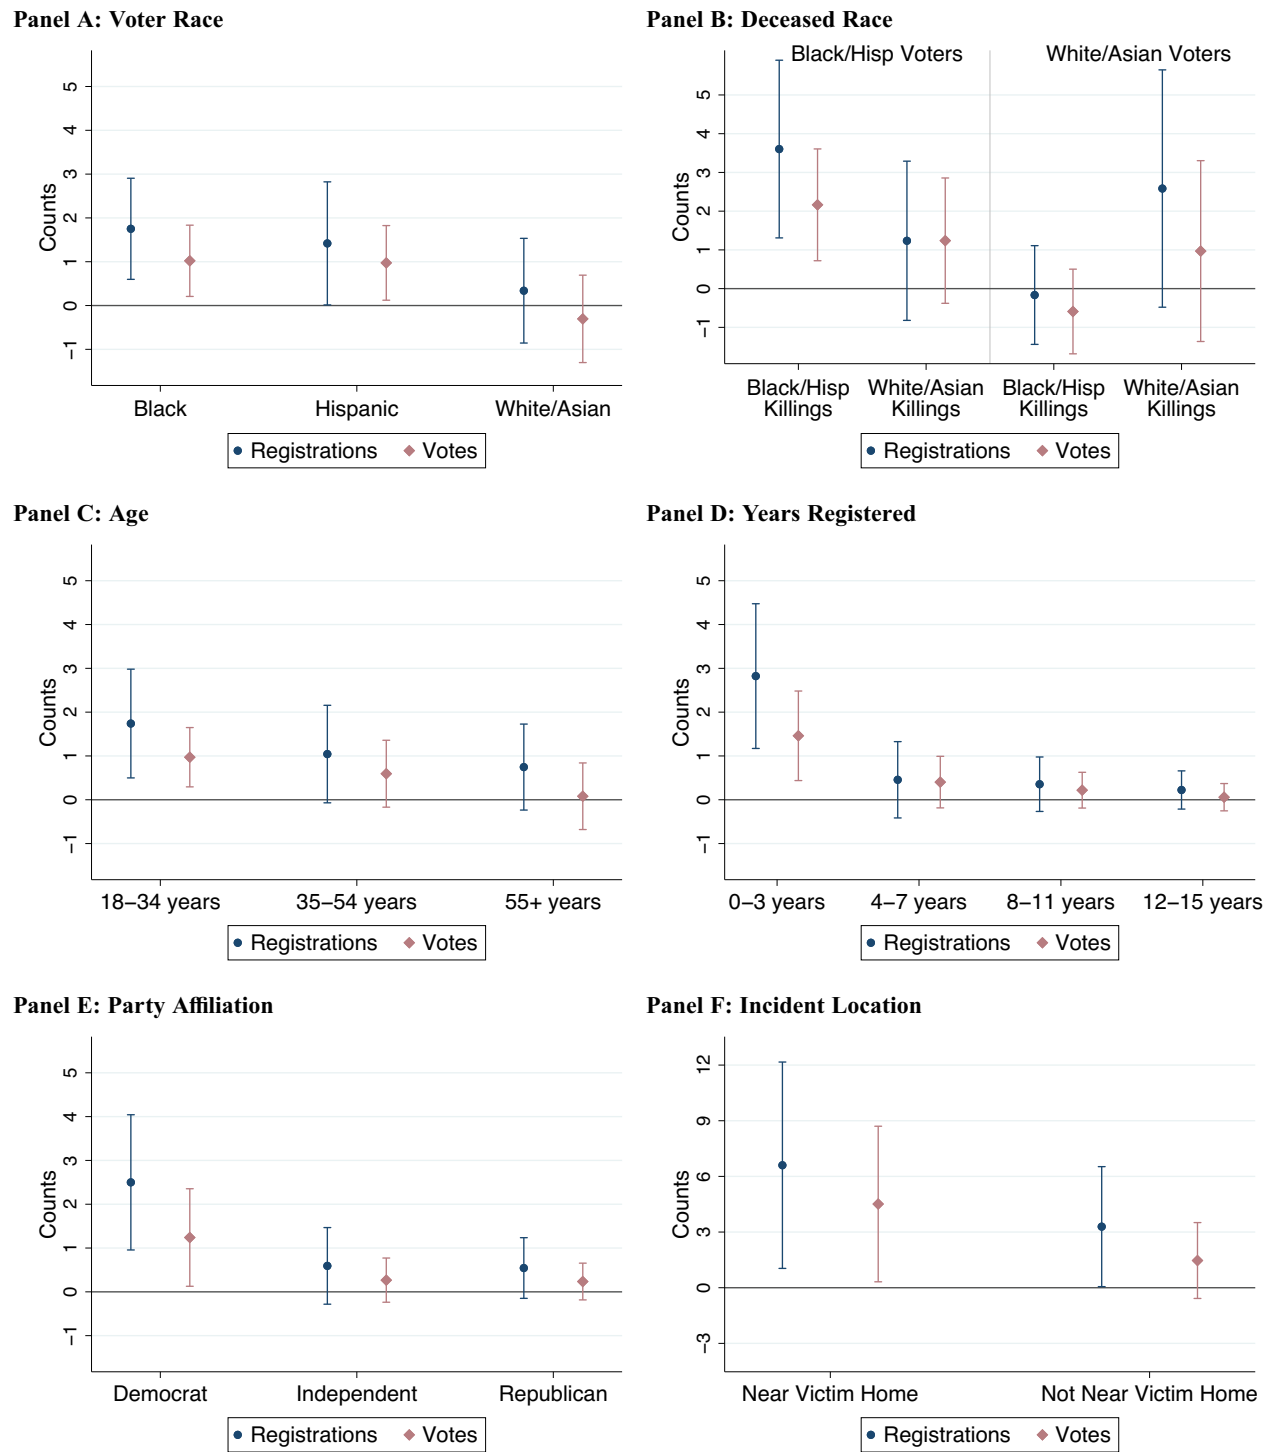 Panel A: Voter Race
Counts
5
4
3
2
1
0
−1
Black
Hispanic
White/Asian
Registrations
Votes
Panel B: Deceased Race
Black/Hisp Voters
White/Asian Voters
Counts
5
4
3
2
1
0
−1
Black/Hisp
Killings
White/Asian
Killings
Black/Hisp
Killings
White/Asian
Killings
Registrations
Votes
Panel C: Age
Counts
5
4
3
2
1
0
−1
18−34 years
35−54 years
55+ years
Registrations
Votes
Panel D: Years Registered
Counts
5
4
3
2
1
0
−1
0−3 years
4−7 years
8−11 years
12−15 years
Registrations
Votes
Panel E: Party Affiliation
Counts
5
4
3
2
1
0
−1
Democrat
Independent
Republican
Registrations
Votes
Panel F: Incident Location
Counts
12
9
6
3
0
−3
Near Victim Home
Not Near Victim Home
Registrations
Votes